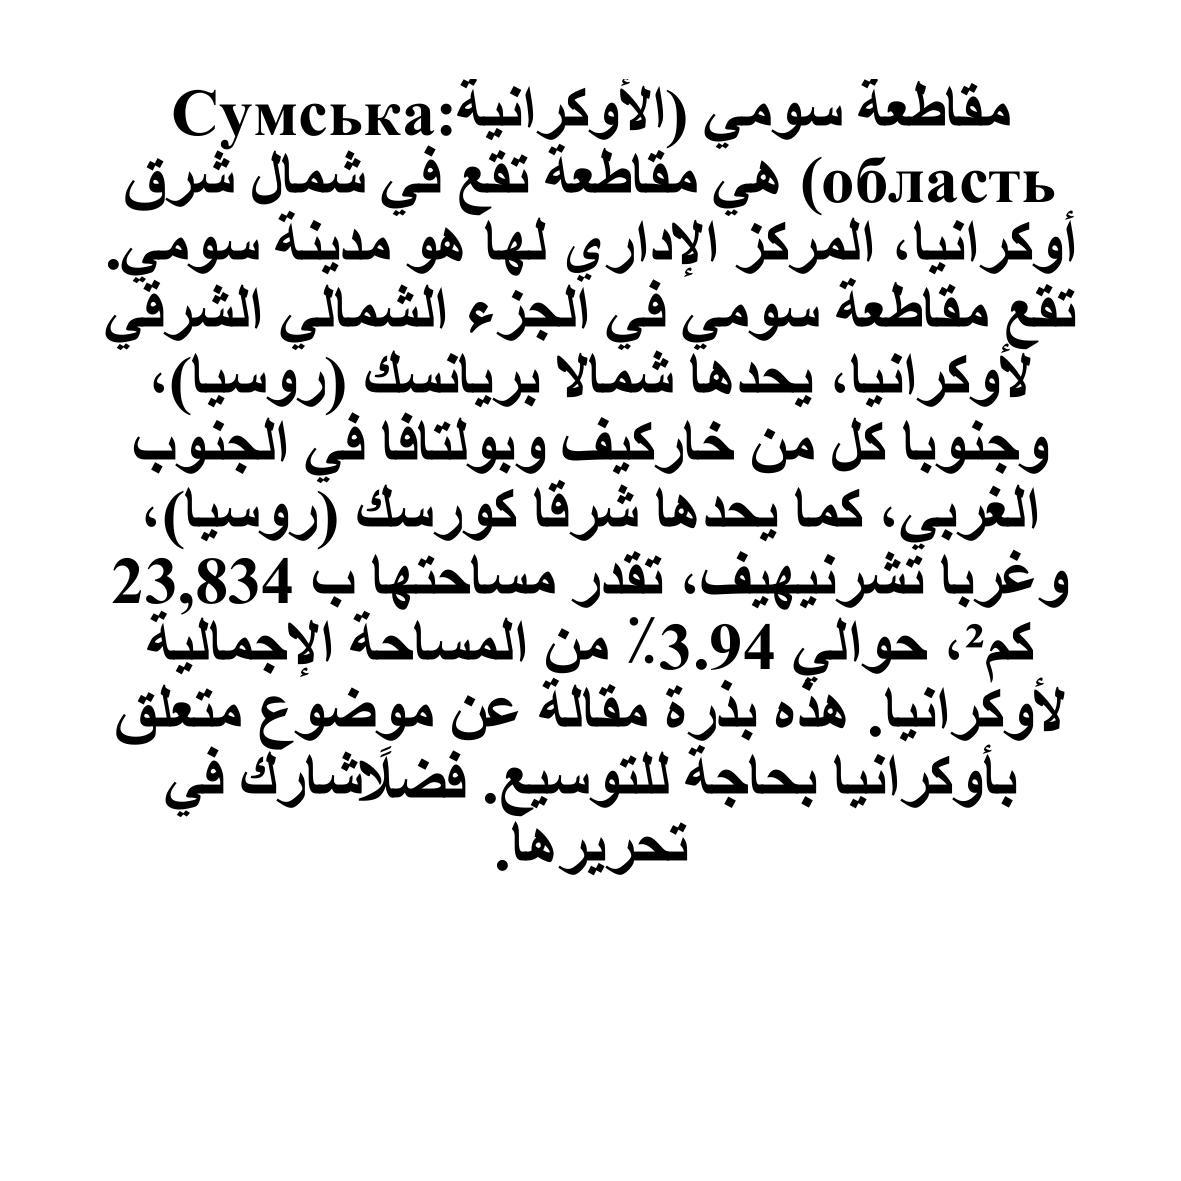 مقاطعة سومي (الأوكرانية:Сумська
область) هي مقاطعة تقع في شمال شرق
أوكرانيا، المركز الإداري لها هو مدينة سومي.
تقع مقاطعة سومي في الجزء الشمالي الشرقي
لأوكرانيا، يحدها شمالا بريانسك (روسيا)،
وجنوبا كل من خاركيف وبولتافا في الجنوب
الغربي، كما يحدها شرقا كورسك (روسيا)،
وغربا تشرنيهيف، تقدر مساحتها ب 23,834
كم²، حوالي 3.94٪ من المساحة الإجمالية
لأوكرانيا. هذه بذرة مقالة عن موضوع متعلق
بأوكرانيا بحاجة للتوسيع. فضلًاشارك في
تحريرها.